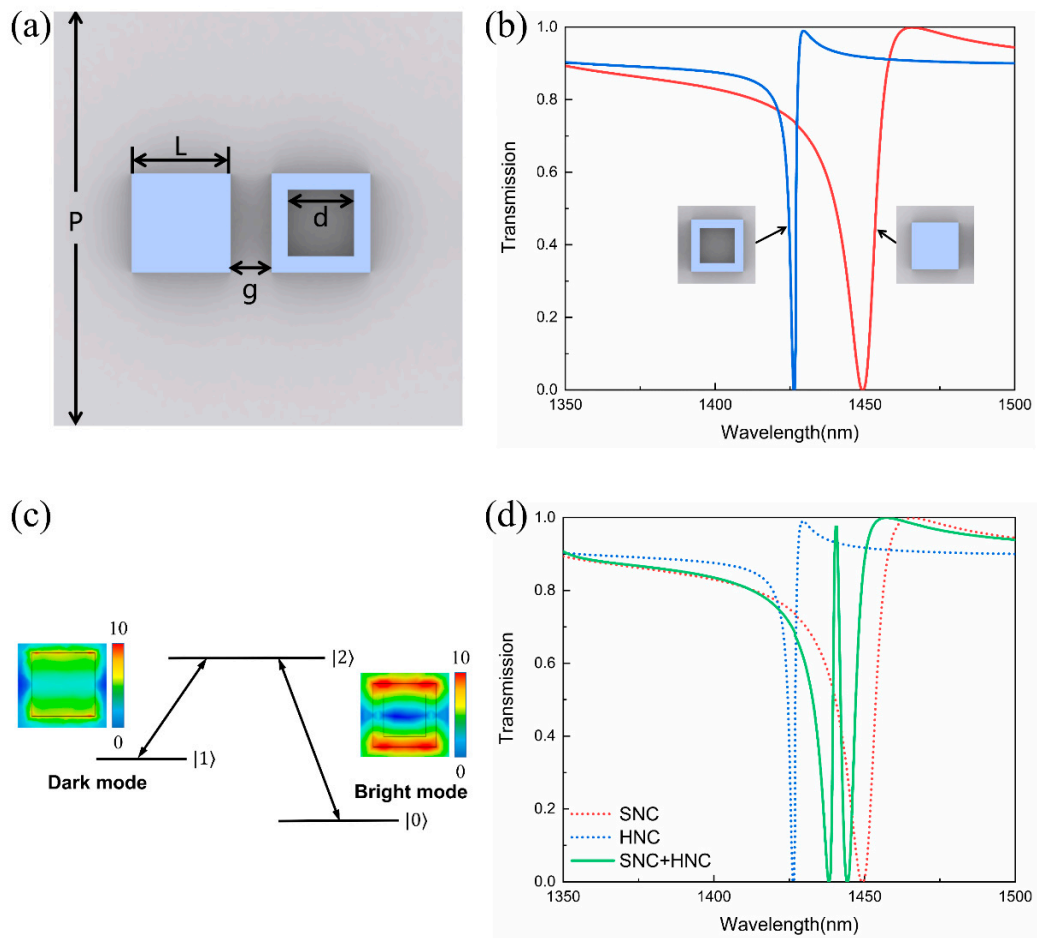 (a)
L
P
d
g
(b)
1.0
0.8
0.6
0.4
0.2
0.0
Transmission
1350
1400
1450
1500
Wavelength(nm)
(c)
10
0
|2⟩
10
0
|1⟩
Dark mode
Bright mode
|0⟩
(d)
1.0
0.8
0.6
0.4
0.2
0.0
Transmission
SNC
HNC
SNC+HNC
1350
1400
1450
1500
Wavelength(nm)